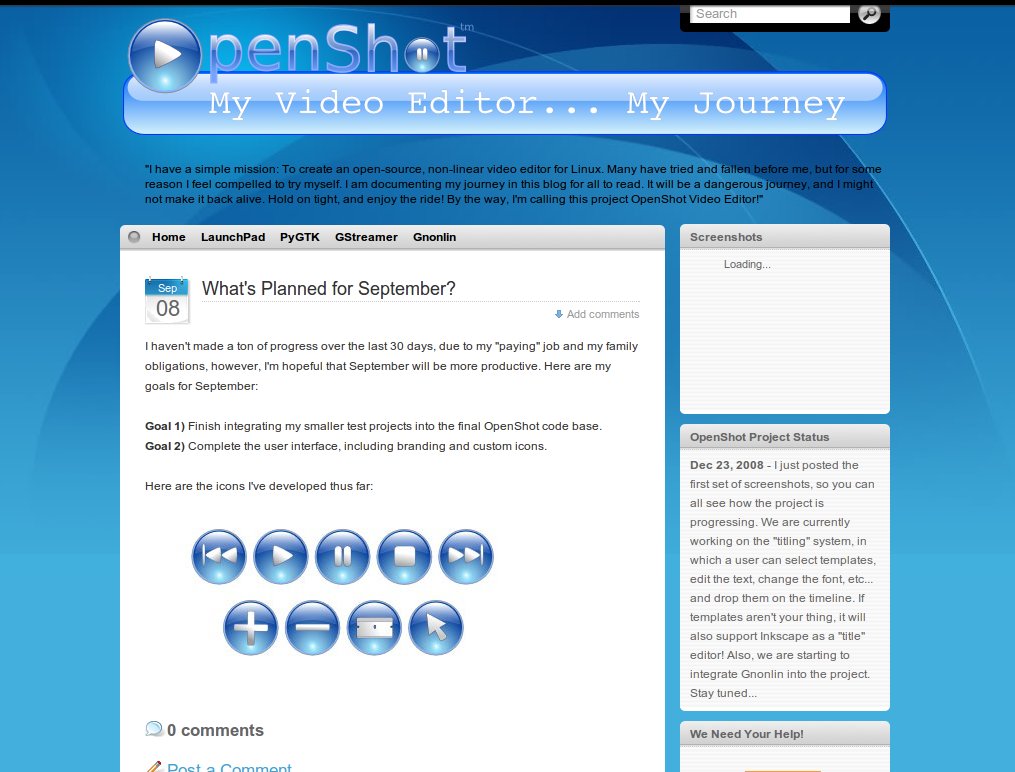 Search
OpenShot tm
My Video Editor... My Journey
"I have a simple mission: To create an open-source, non-linear video editor for Linux. Many have tried and fallen before me, but for some
reason I feel compelled to try myself. I am documenting my journey in this blog for all to read. It will be a dangerous journey, and I might
not make it back alive. Hold on tight, and enjoy the ride! By the way, I'm calling this project OpenShot Video Editor!"
Home LaunchPad PyGTK GStreamer Gnonlin
Sep
08
What's Planned for September?
Add comments
I haven't made a ton of progress over the last 30 days, due to my "paying" job and my family
obligations, however, I'm hopeful that September will be more productive. Here are my
goals for September:
Goal 1) Finish integrating my smaller test projects into the final OpenShot code base.
Goal 2) Complete the user interface, including branding and custom icons.
Here are the icons I've developed thus far:
0 comments
Post a Comment
Screenshots
Loading...
OpenShot Project Status
Dec 23, 2008 - I just posted the
first set of screenshots, so you can
all see how the project is
progressing. We are currently
working on the "titling" system, in
which a user can select templates,
edit the text, change the font, etc...
and drop them on the timeline. If
templates aren't your thing, it will
also support Inkscape as a "title"
editor! Also, we are starting to
integrate Gnonlin into the project.
Stay tuned...
We Need Your Help!